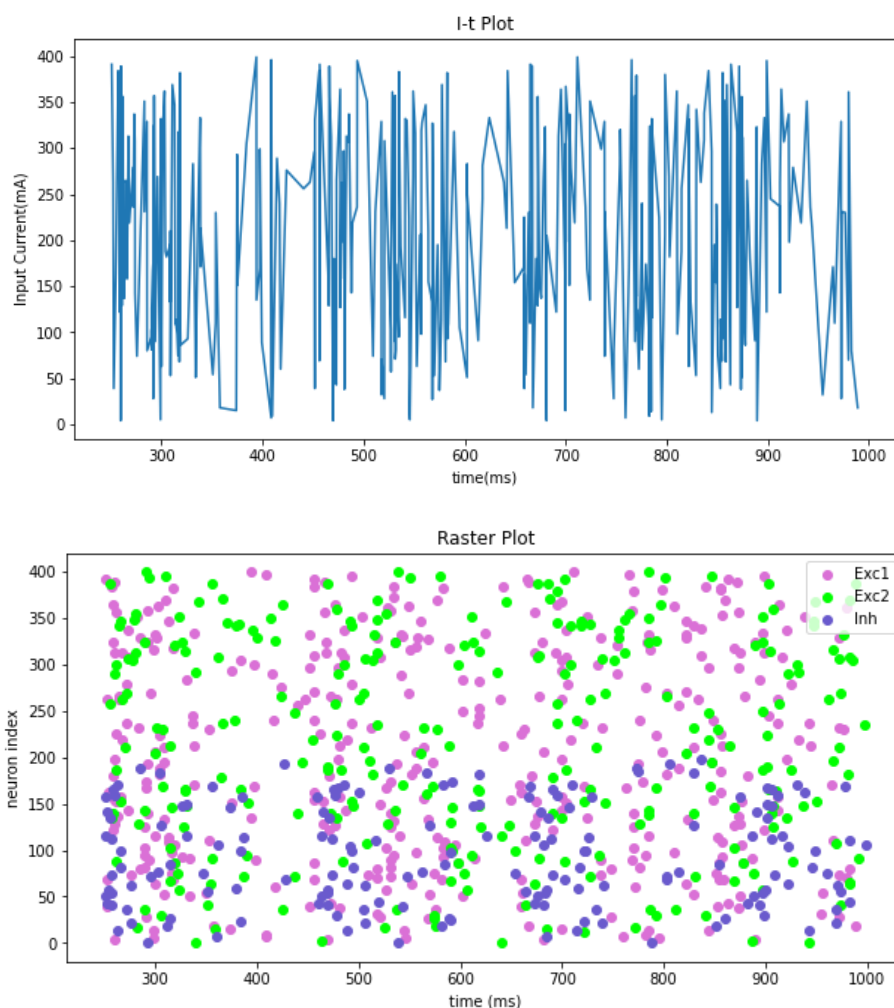 I-t Plot
400
350
300
250
200
150
100
50
0
Input Current(mA)
300 400 500 600 700 800 900 1000
time(ms)
Raster Plot
400
350
300
250
200
150
100
50
0
neuron index
Exc1
Exc2
Inh
300 400 500 600 700 800 900 1000
time (ms)